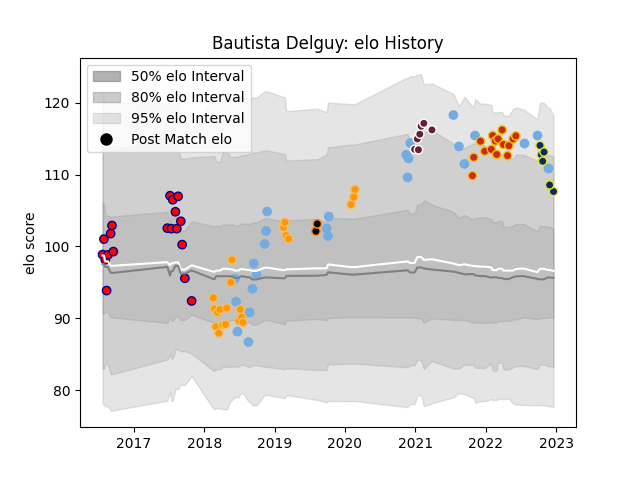 Bautista Delguy: elo History
50% elo Interval
80% elo Interval
95% elo Interval
Post Match elo
elo score
120
110
100
90
80
2017 2018 2019 2020 2021 2022 2023